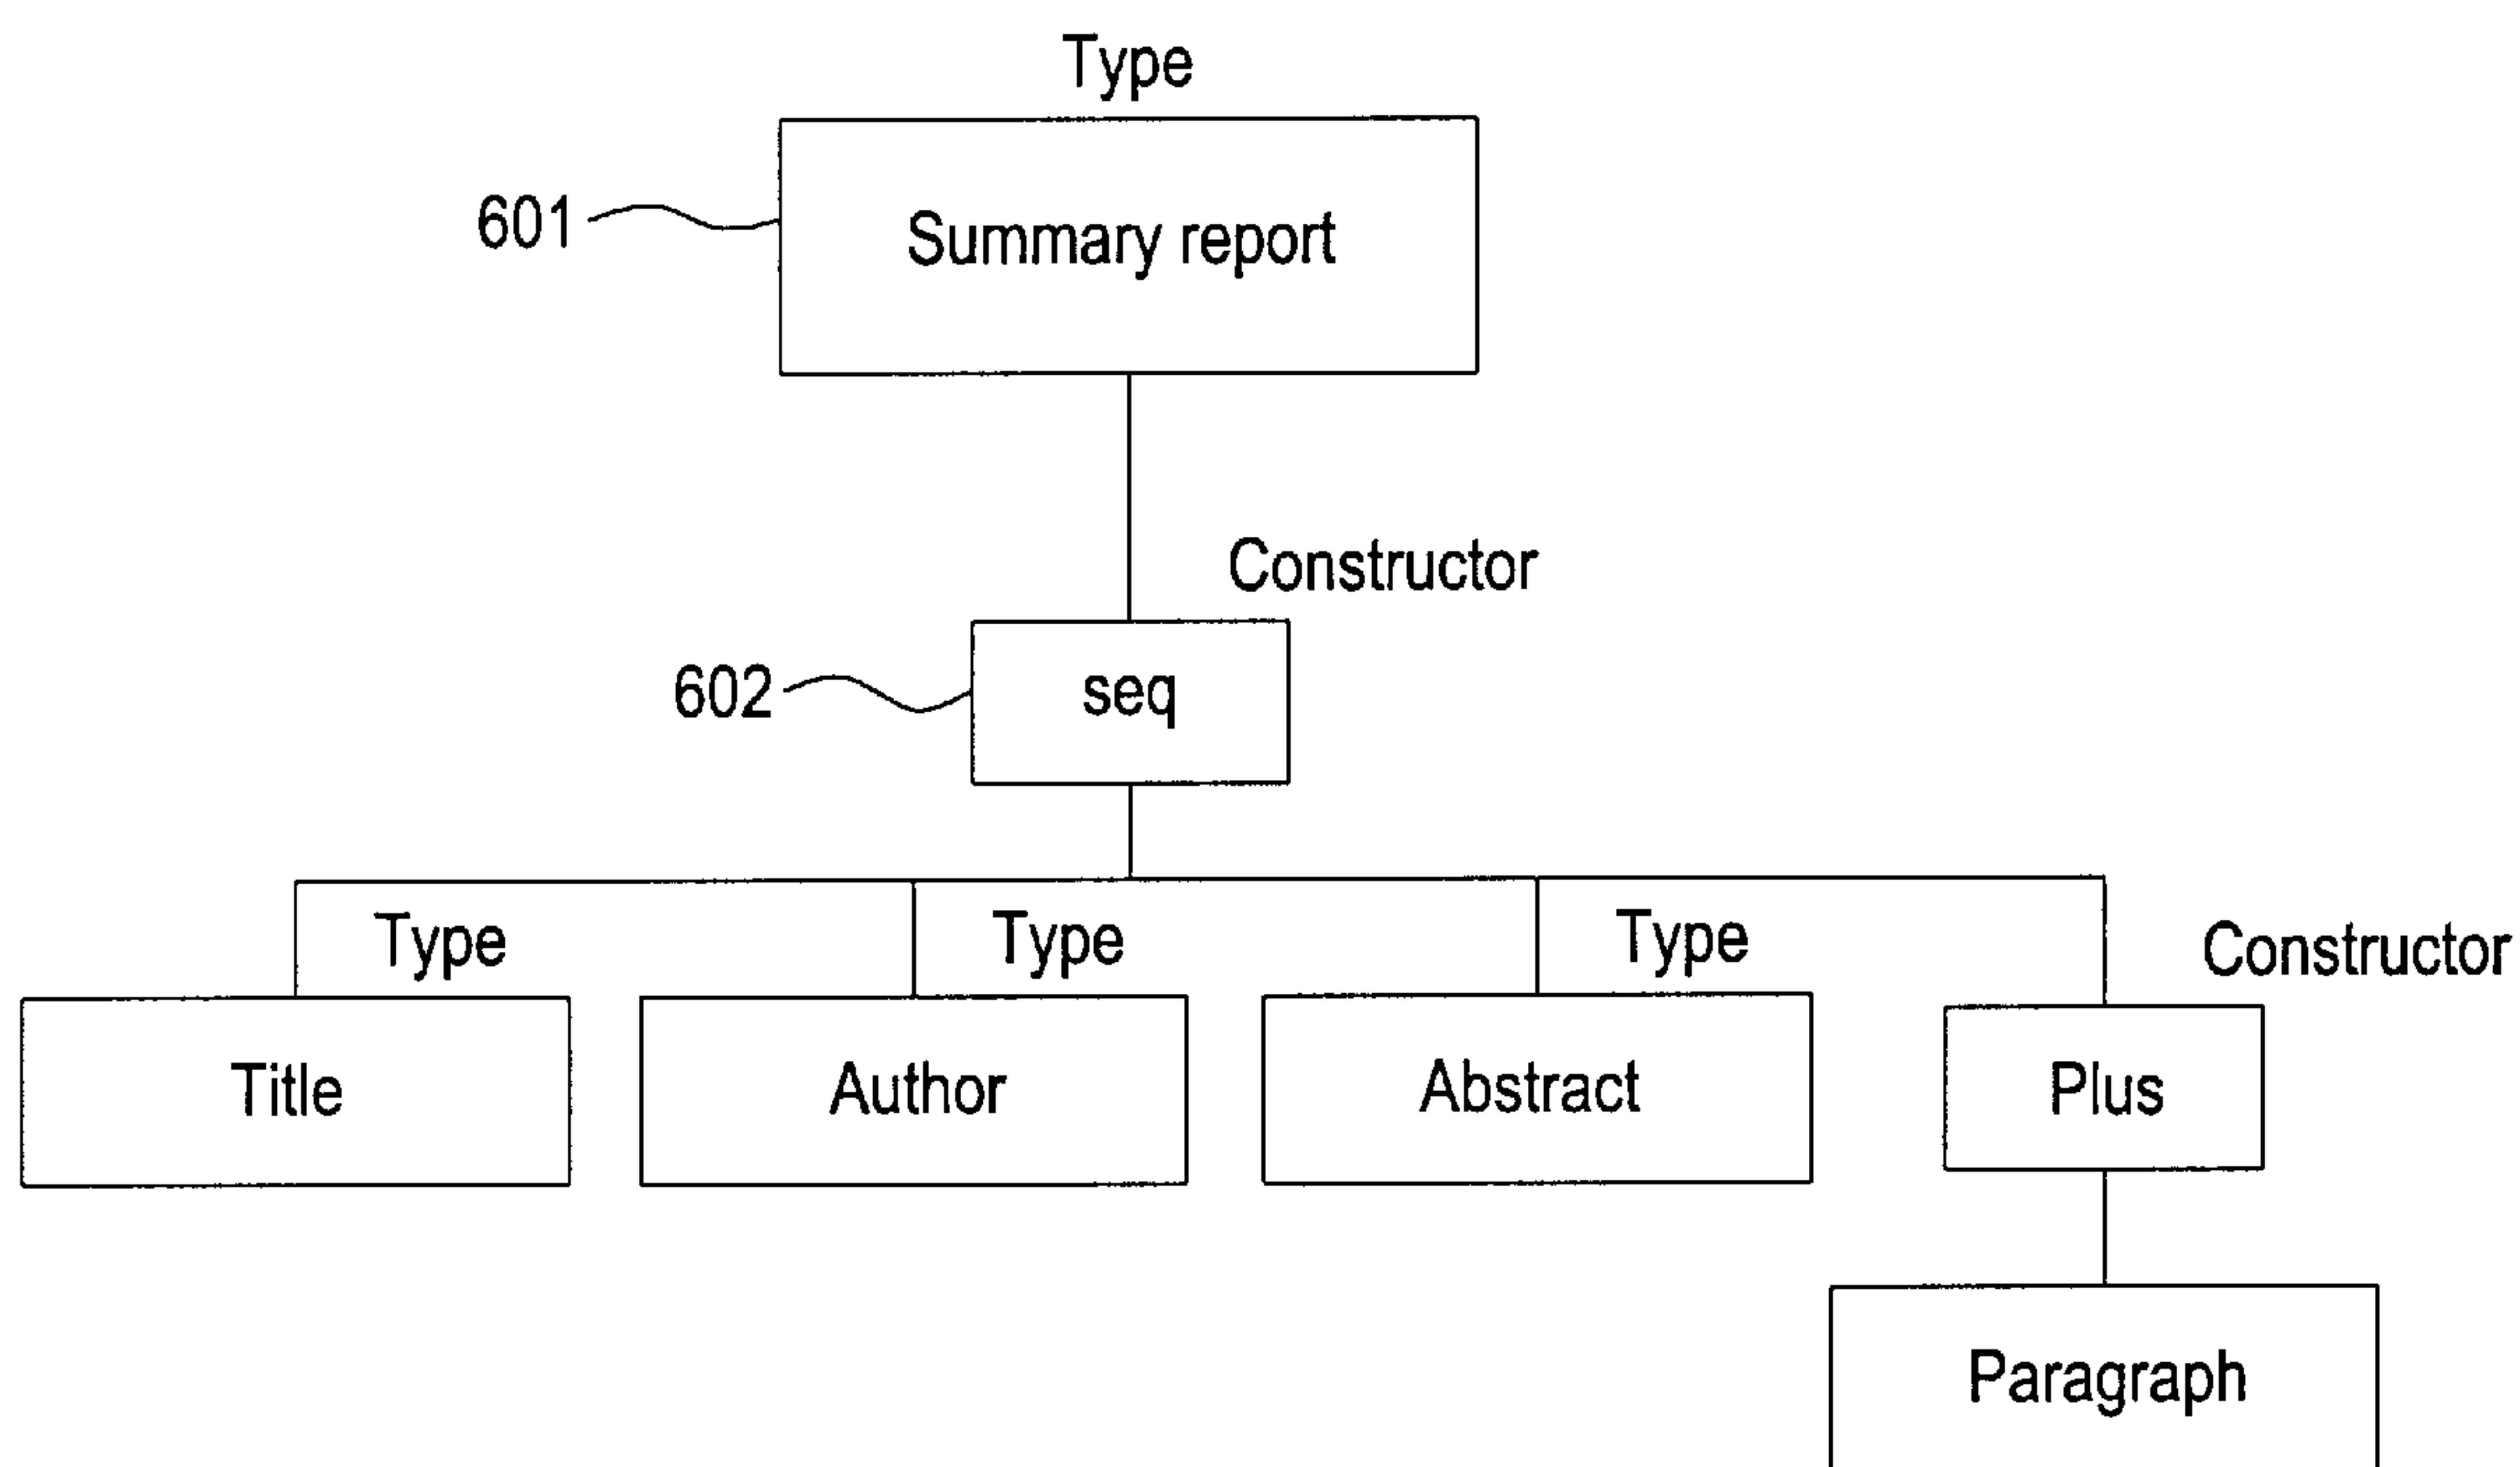 Type
601
Summary report
Constructor
602
seq
Type
Type
Type
Constructor
Title
Author
Abstract
Plus
Paragraph